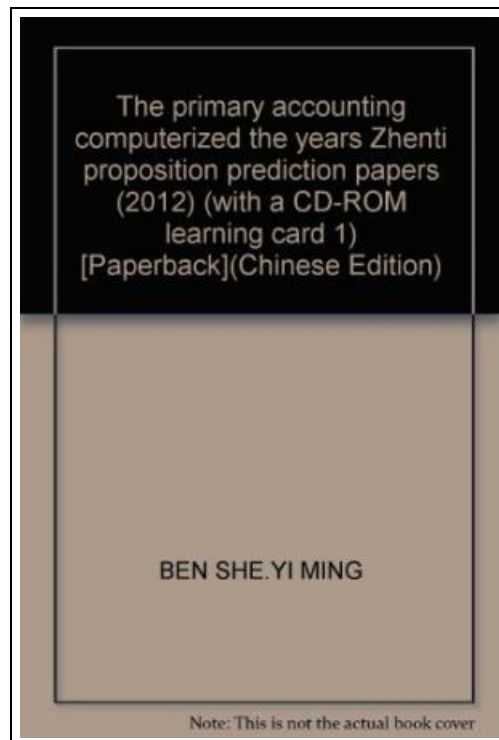 The primary accounting
computerized the years Zhenti
proposition prediction papers
(2012) (with a CD-ROM
learning card 1)
[Paperback](Chinese Edition)
BEN SHE.YI MING
Note: This is not the actual book cover